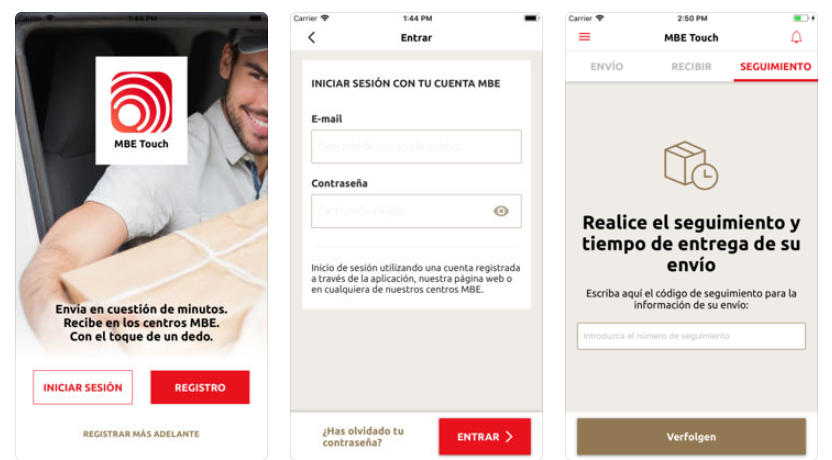 Carrier 1:44 PM
MBE Touch
Envía en cuestión de minutos.
Recibe en los centros MBE.
Con el toque de un dedo.
INICIAR SESIÓN
REGISTRO
REGISTRAR MÁS ADELANTE
Carrier 1:44 PM
Entrar
INICIAR SESIÓN CON TU CUENTA MBE
E-mail
Dirección de correo electrónico
Contraseña
Inicio de sesión utilizando una cuenta registrada
a través de la aplicación, nuestra página web o
en cualquiera de nuestros centros MBE.
¿Has olvidado tu
contraseña?
ENTRAR
Carrier 2:50 PM
MBE Touch
ENVÍO
RECIBIR
SEGUIMIENTO
Realice el seguimiento y
tiempo de entrega de su
envío
Escriba aquí el código de seguimiento para la
información de su envío:
Introduzca el número de seguimiento
Verfolgen